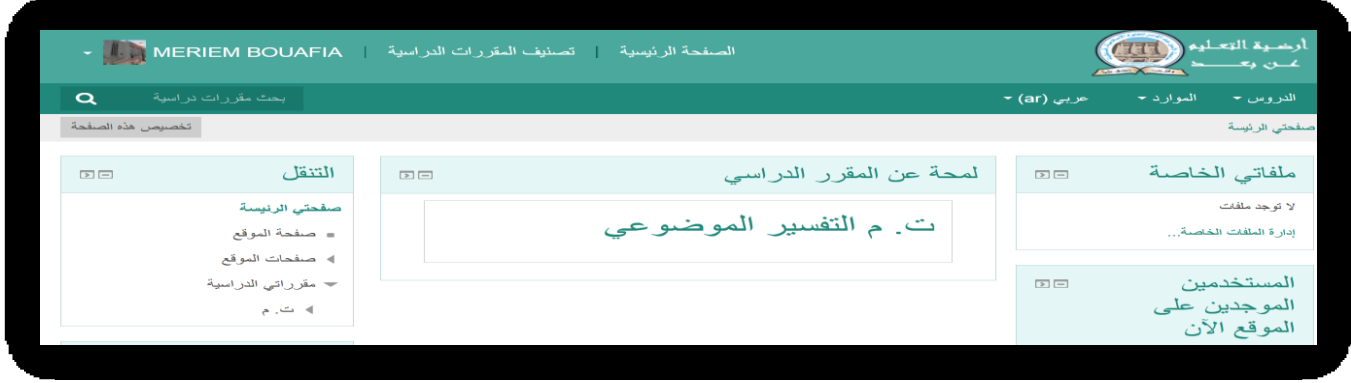 أرضية التعليم
عن بعد
الصفحة الرئيسية | تصنيف المقررات الدراسية | MERIEM BOUAFIA
الدروس
الموارد
عربي (ar)
بحث مقررات دراسية
صفحتي الرئيسة
تخصيص هذه الصفحة
ملفاتي الخاصة
لا توجد ملفات
إدارة الملفات الخاصة...
المستخدمين
الموجدين على
الموقع الآن
لمحة عن المقرر الدراسي
ت. م التفسير الموضوعي
التنقل
صفحتي الرئيسة
صفحة الموقع
صفحات الموقع
مقرراتي الدراسية
ت. م